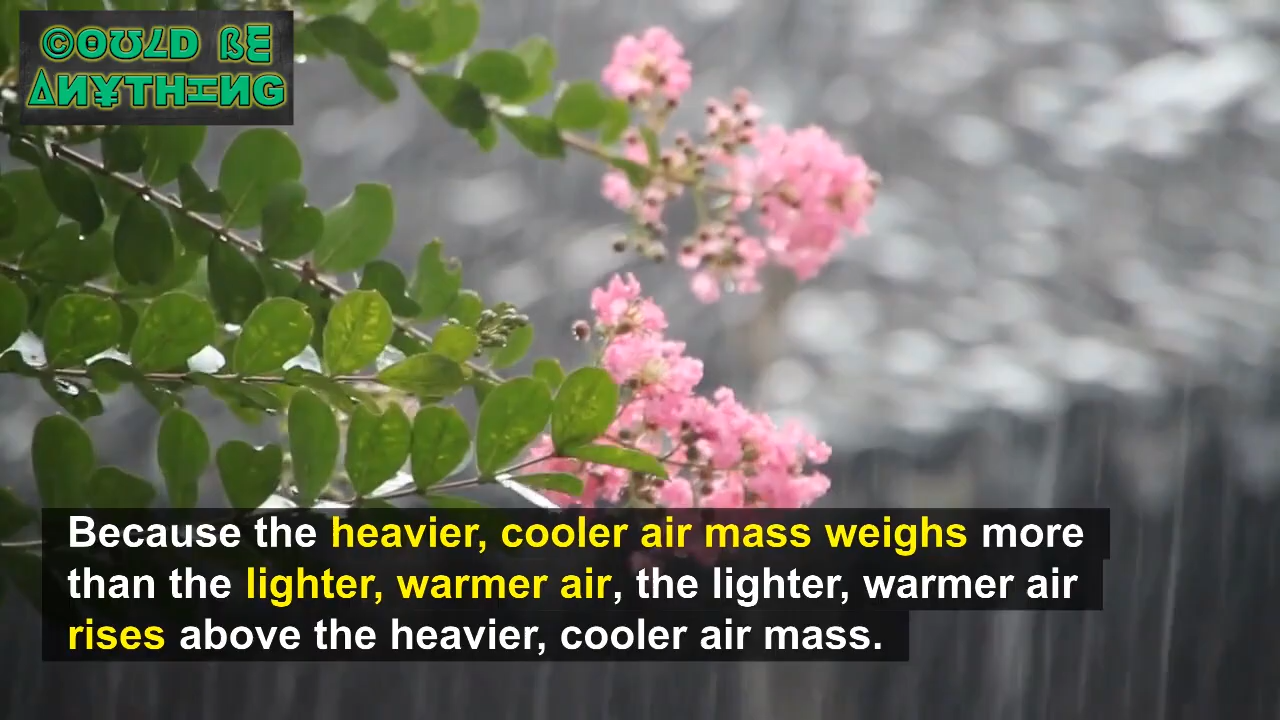 ©OULD BE
ANYTHING
Because the heavier, cooler air mass weighs more
than the lighter, warmer air, the lighter, warmer air
rises above the heavier, cooler air mass.